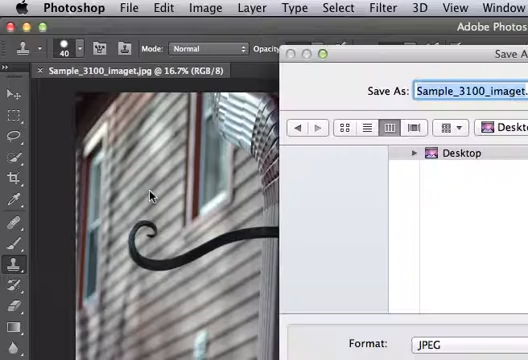 Photoshop File Edit Image Layer Type Select Filter 3D View Window
Adobe Photos
40 Mode: Normal Opacity
Save A
× Sample_3100_imaget.jpg @ 16.7% (RGB/8)
Save As: Sample_3100_imaget.
Deskto
Desktop
Format: JPEG